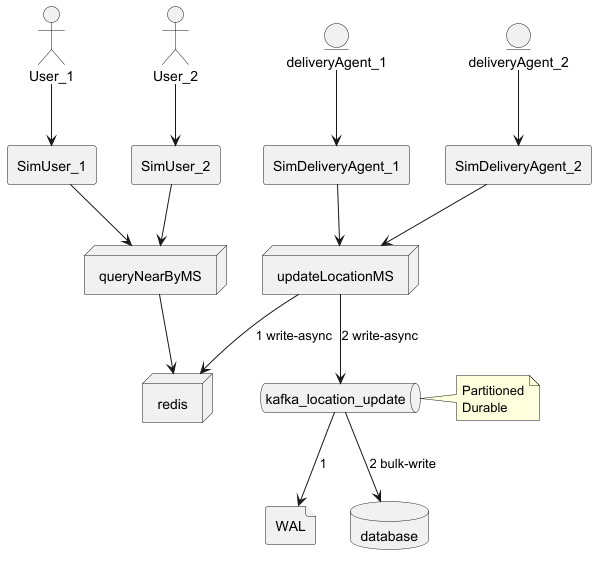 User_1
User_2
deliveryAgent_1
deliveryAgent_2
SimUser_1
SimUser_2
SimDeliveryAgent_1
SimDeliveryAgent_2
queryNearByMS
updateLocationMS
1 write-async
2 write-async
redis
kafka_location_update
Partitioned
Durable
1
2 bulk-write
WAL
database